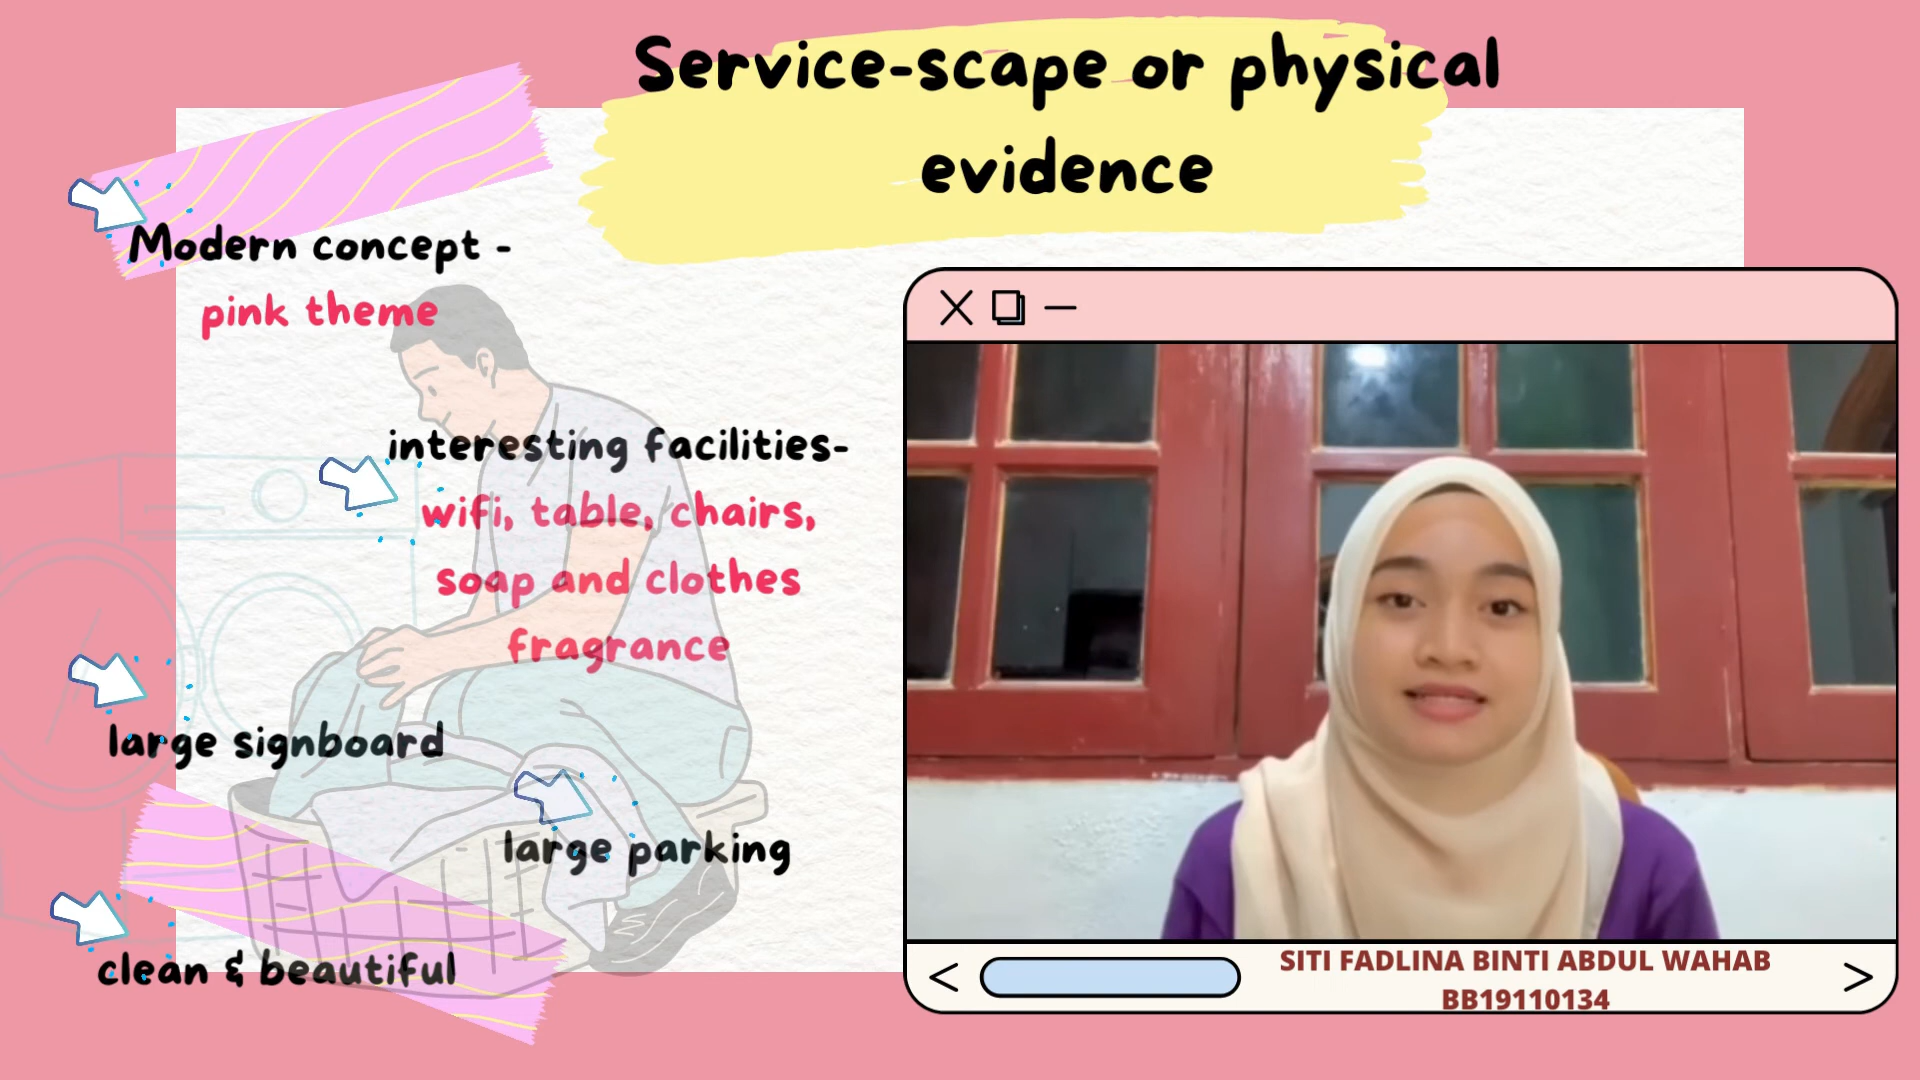 Service-scape or physical
evidence
Modern concept -
pink theme
interesting facilities-
wifi, table, chairs,
soap and clothes
fragrance
large signboard
large parking
clean & beautiful
SITI FADLINA BINTI ABDUL WAHAB
BB19110134